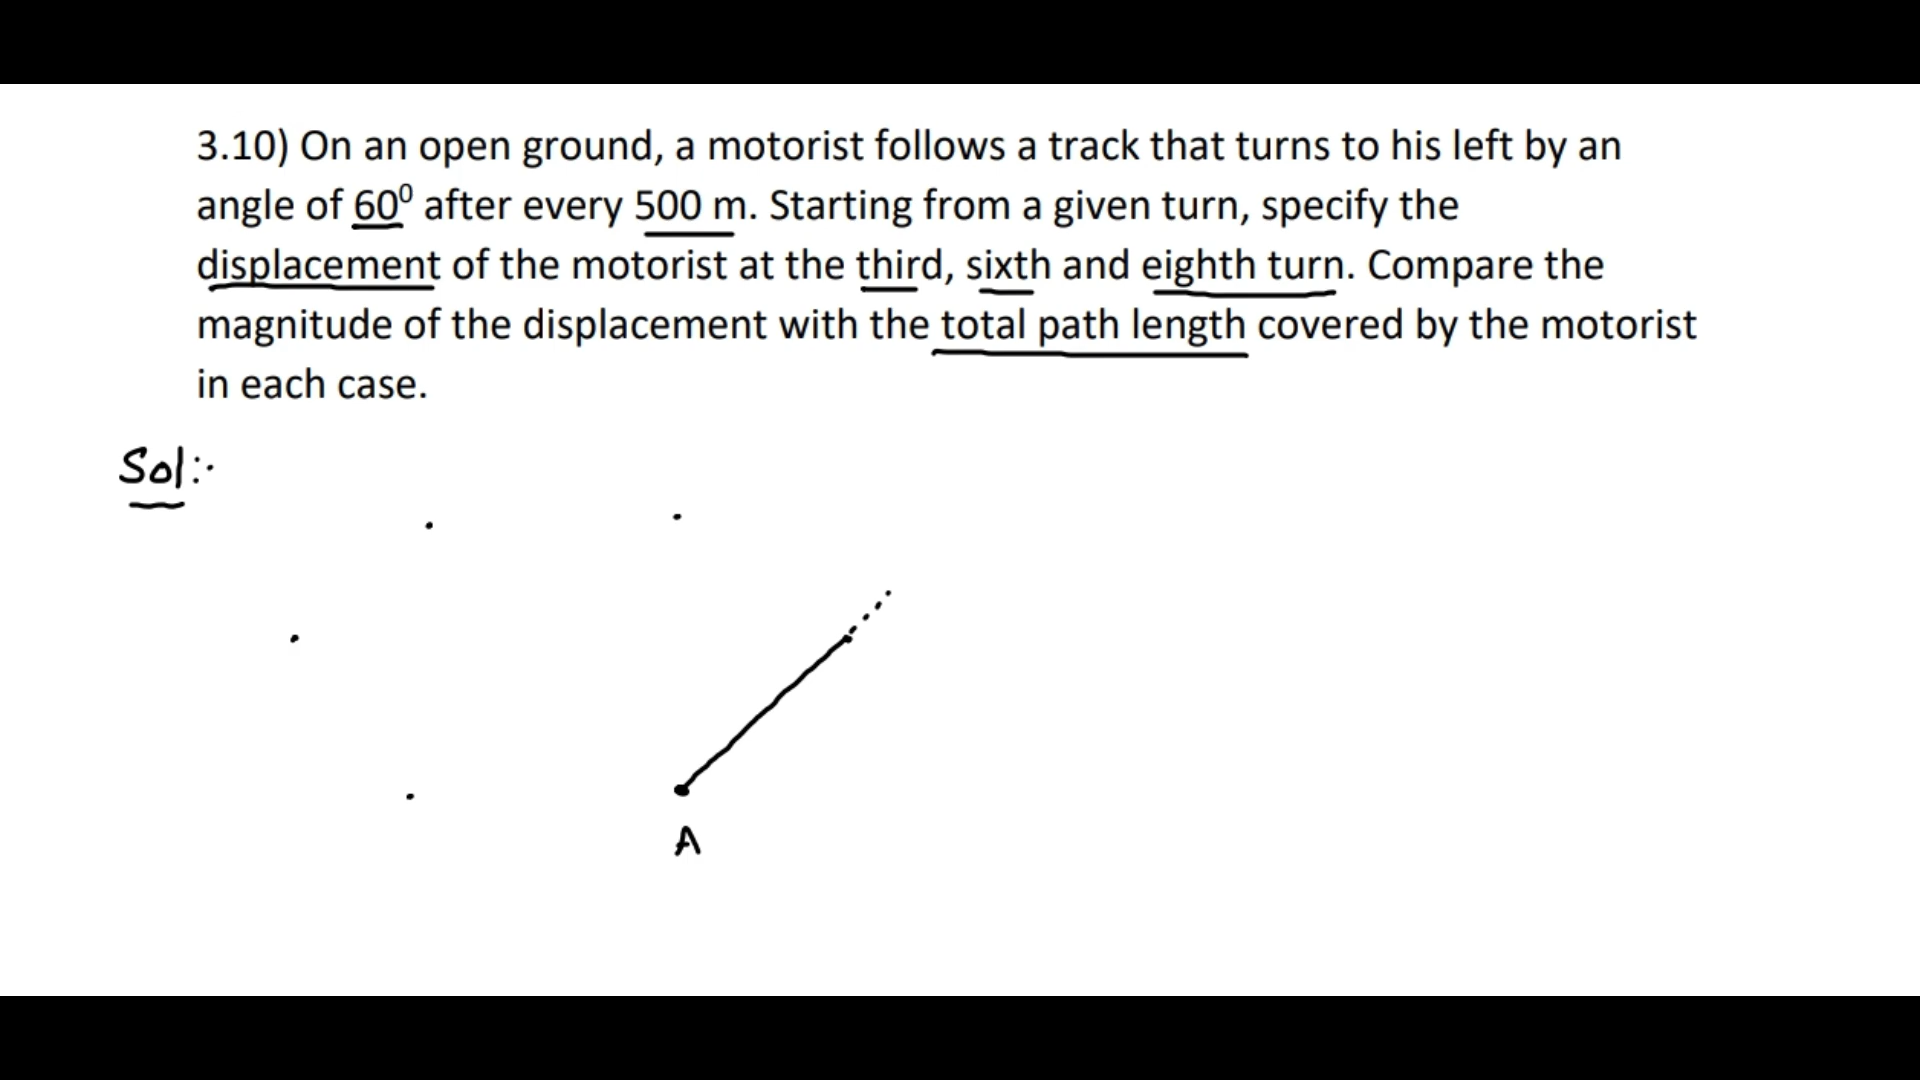 3.10) On an open ground, a motorist follows a track that turns to his left by an
angle of 60⁰ after every 500 m. Starting from a given turn, specify the
displacement of the motorist at the third, sixth and eighth turn. Compare the
magnitude of the displacement with the total path length covered by the motorist
in each case.
Sol:-
A